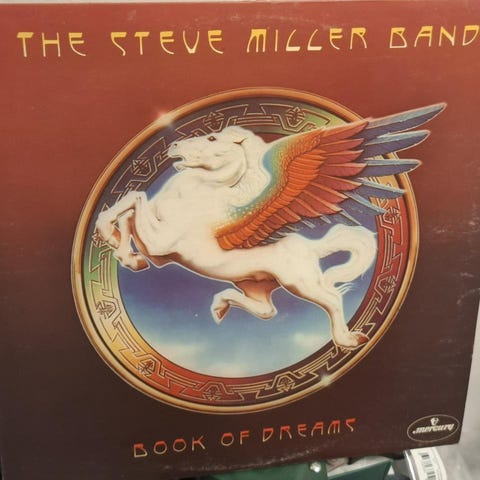 THE STEVE MILLER BAND
BOOK OF DREAMS
mercury